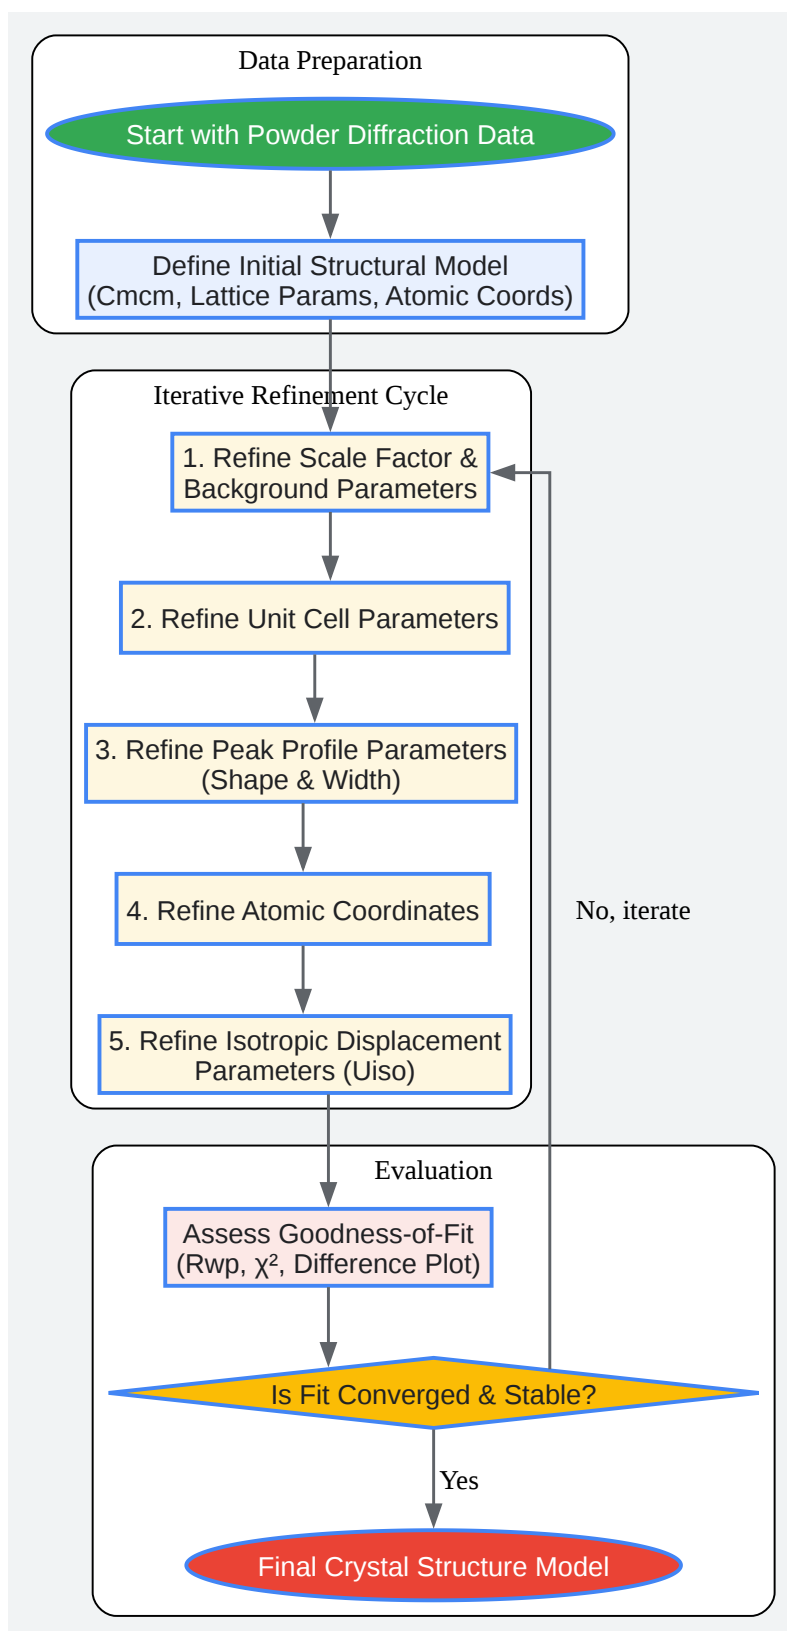 Data Preparation
Start with Powder Diffraction Data
Define Initial Structural Model
(Cmcm, Lattice Params, Atomic Coords)
Iterative Refinement Cycle
1. Refine Scale Factor &
Background Parameters
2. Refine Unit Cell Parameters
3. Refine Peak Profile Parameters
(Shape & Width)
4. Refine Atomic Coordinates
No, iterate
5. Refine Isotropic Displacement
Parameters (Uiso)
Evaluation
Assess Goodness-of-Fit
(Rwp, χ², Difference Plot)
Is Fit Converged & Stable?
Yes
Final Crystal Structure Model